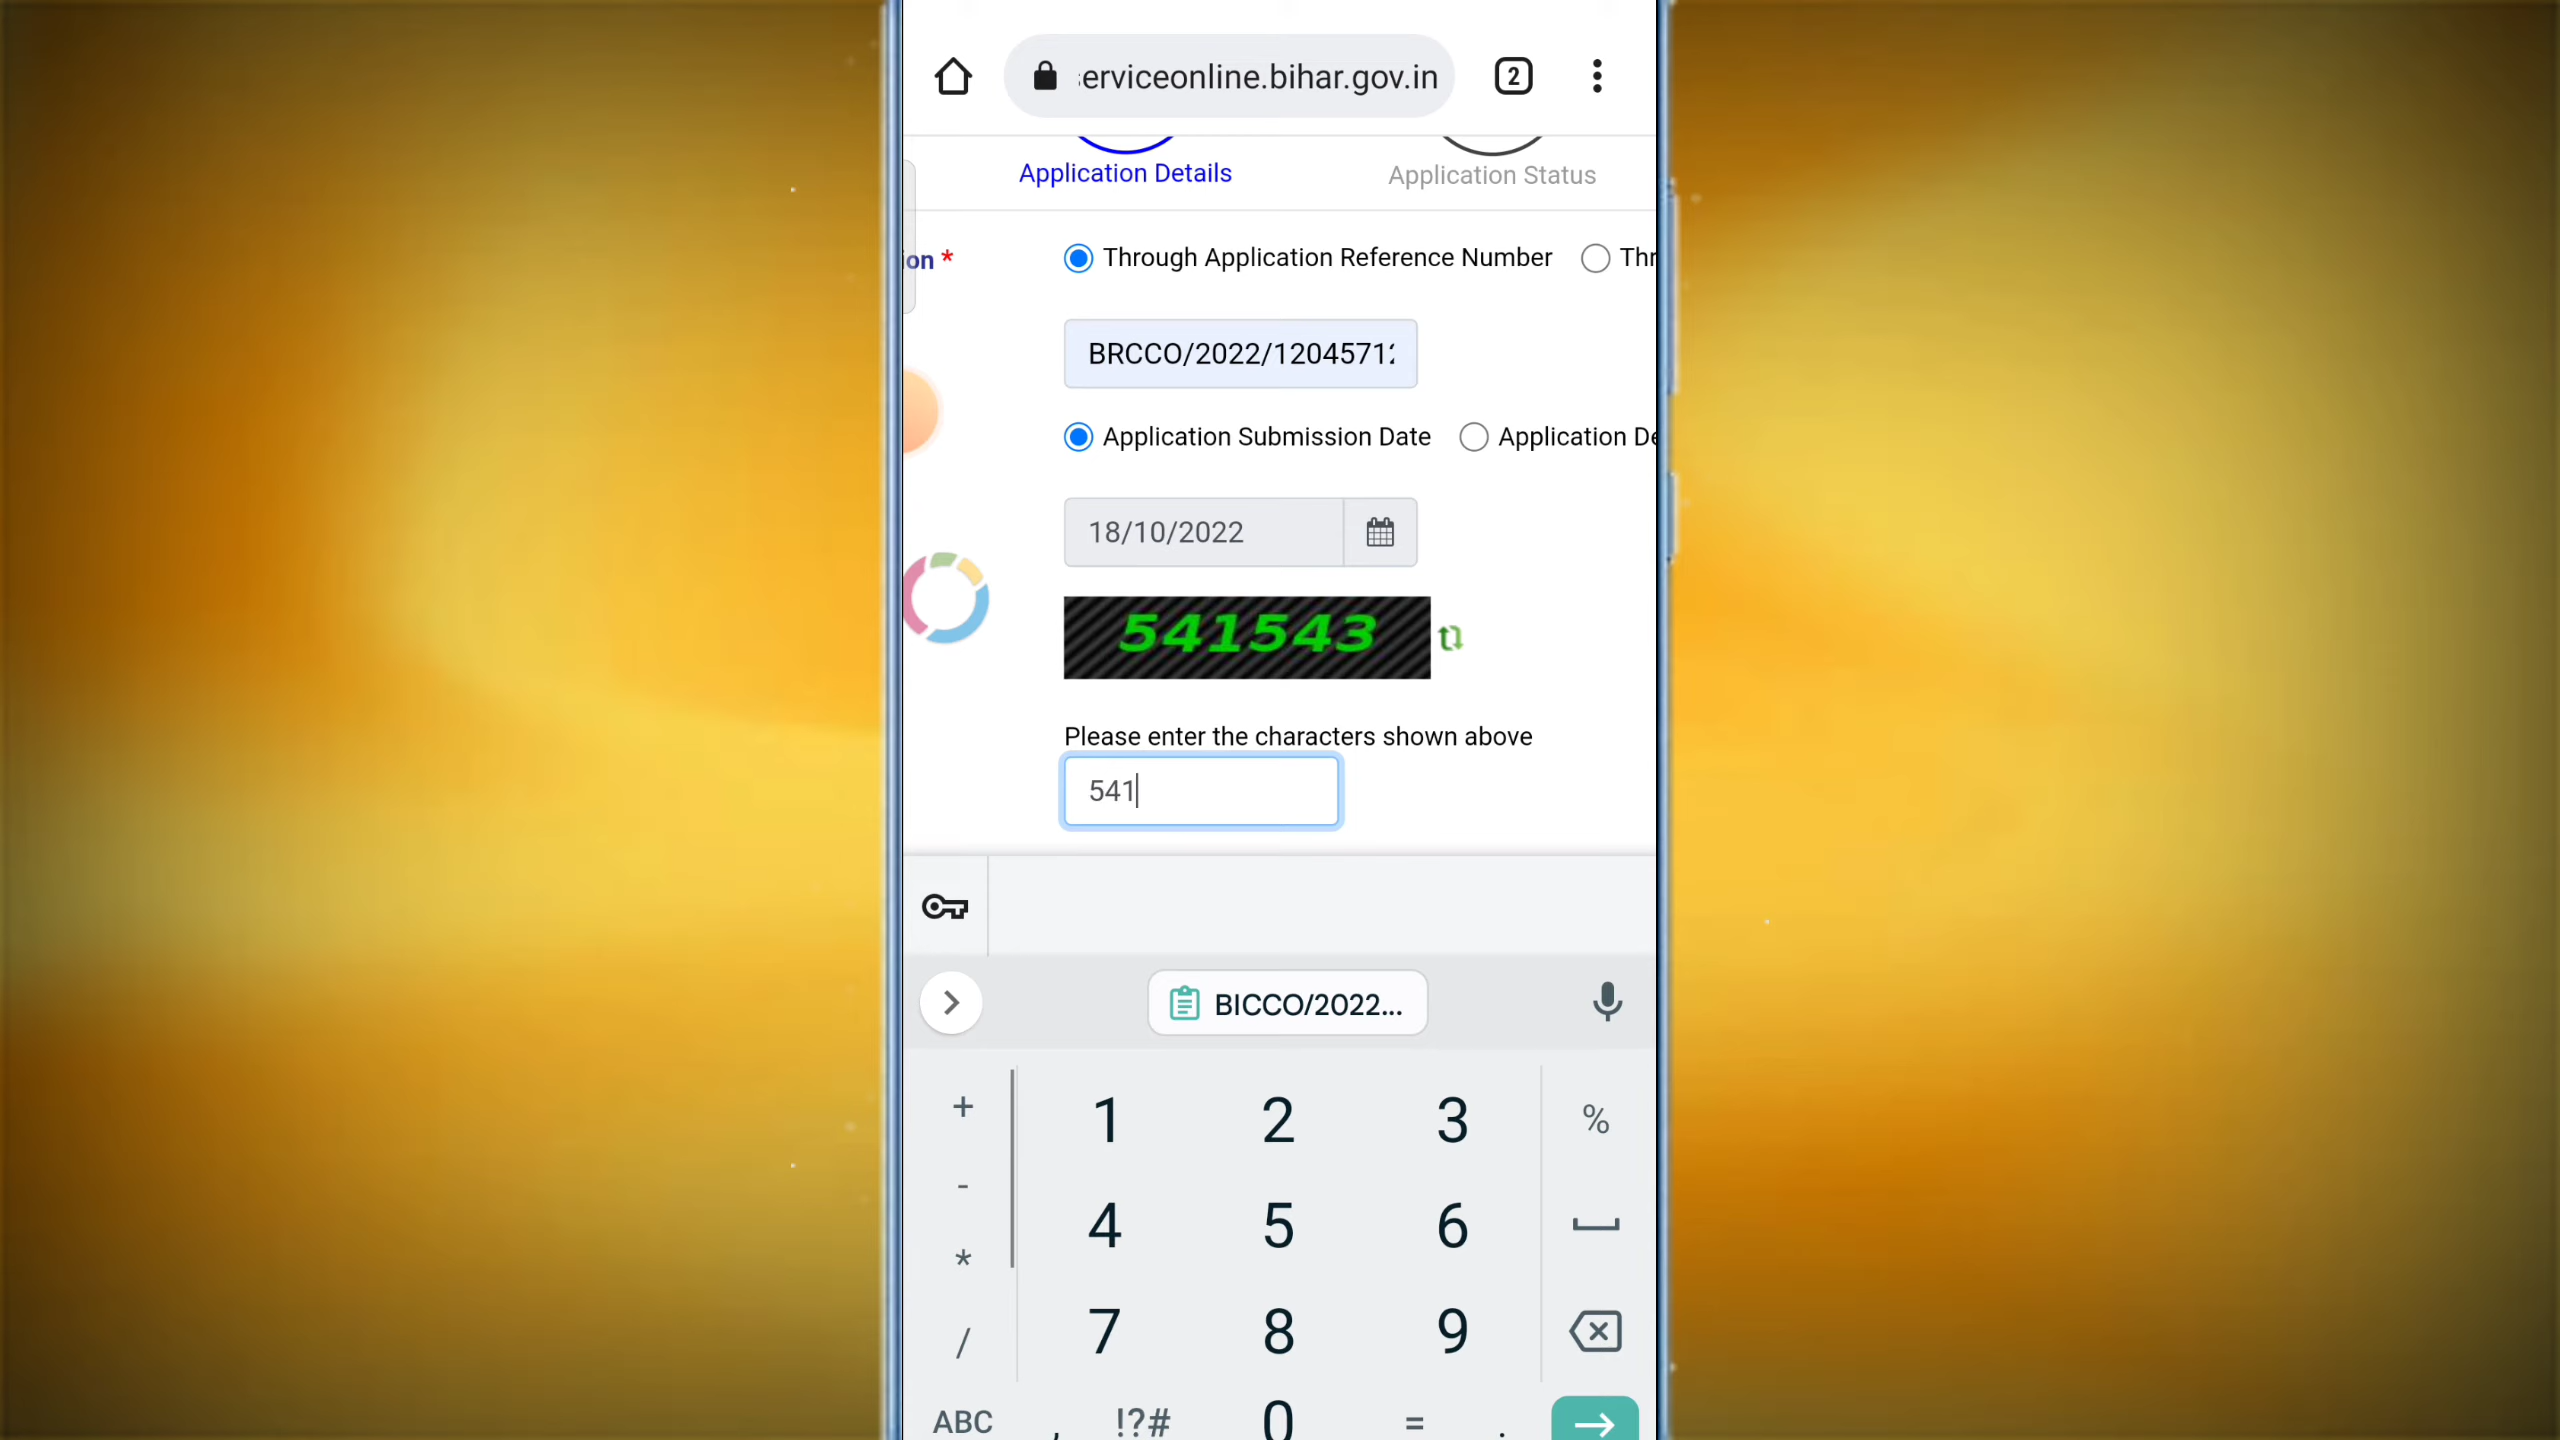 erviceonline.bihar.gov.in 2
Application Details Application Status
on * Through Application Reference Number Thr
BRCCO/2022/1204571
Application Submission Date Application De
18/10/2022
541543
Please enter the characters shown above
541
BICCO/2022...
+ 1 2 3 %
- 4 5 6
*
/ 7 8 9
ABC , !?# 0 = .